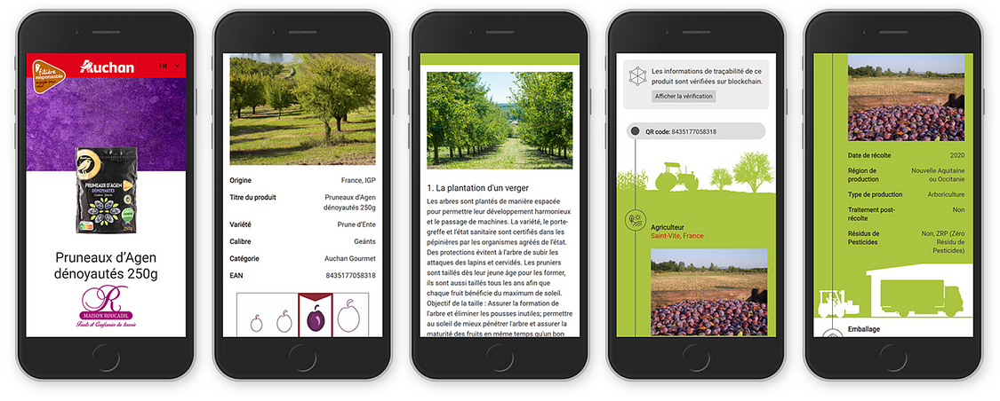 Filière
responsable
Auchan
FR
PRUNEAUX D'AGEN
DÉNOYAUTÉS
250g
Pruneaux d'Agen
dénoyautés 250g
R
MAISON ROUCADIL
Fruits et Confiseries de terroir
Origine France, IGP
Titre du produit Pruneaux d'Agen
dénoyautés 250g
Variété Prune d'Ente
Calibre Geánts
Catégorie Auchan Gourmet
EAN 8435177058318
1. La plantation d'un verger
Les arbres sont plantés de manière espacée
pour permettre leur développement harmonieux
et le passage de machines. La variété, le porte-
greffe et l'état sanitaire sont certifiés dans les
pépinières par les organismes agréés de l'état.
Des protections évitent à l'arbre de subir les
attaques des lapins et cervidés. Les pruniers
sont taillés dès leur jeune âge pour les former,
ils sont aussi taillés tous les ans afin que
chaque fruit bénéficie du maximum de soleil.
Objectif de la taille : Assurer la formation de
l'arbre et éliminer les pousses inutiles; permettre
au soleil de mieux pénétrer l'arbre et assurer la
maturité des fruits en même temps qu'un bon
Les informations de traçabilité de ce
produit sont vérifiées sur blockchain.
Afficher la vérification
QR code: 8435177058318
Agriculteur
Saint-Vite, France
Date de récolte 2020
Région de Nouvelle Aquitaine
production ou Occitanie
Type de production Arboriculture
Traitement post- Non
récolte
Résidus de Non, ZRP (Zéro
Pesticides Résidu de
Pesticides)
Emballage